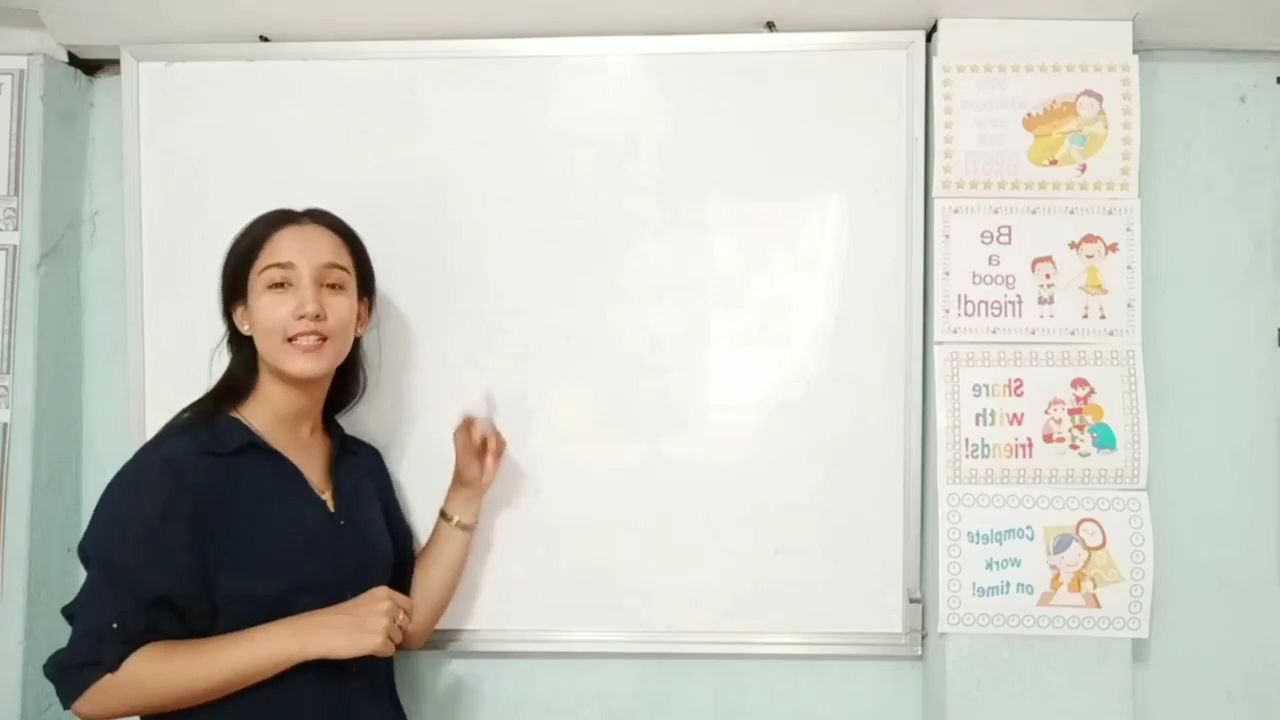 Be
a
good
friend!
Share
with
friends!
Complete
work
on time!